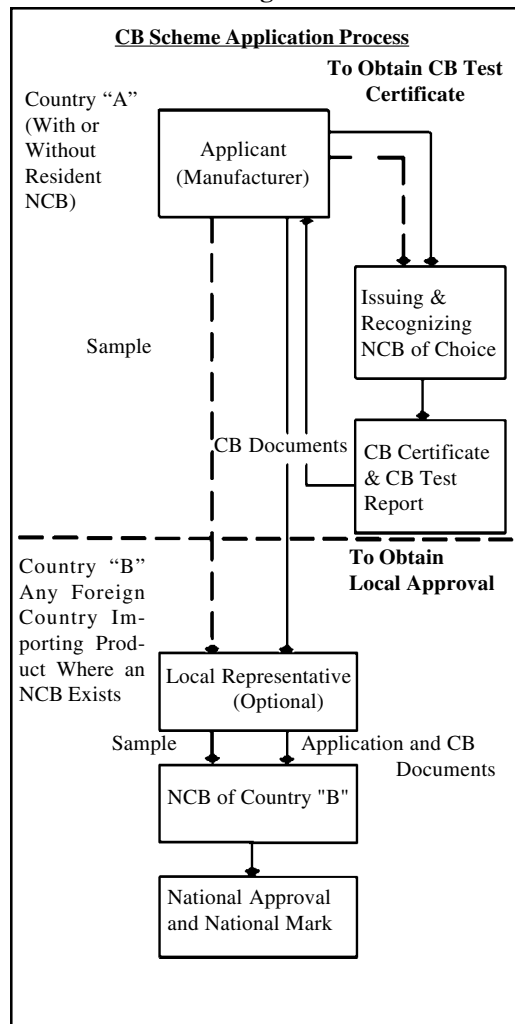 CB Scheme Application Process
To Obtain CB Test
Certificate
Country “A”
(With or
Without
Resident
NCB)
Applicant
(Manufacturer)
Issuing &
Recognizing
NCB of Choice
Sample
CB Documents
CB Certificate
& CB Test
Report
To Obtain
Local Approval
Country “B”
Any Foreign
Country Im-
porting Prod-
uct Where an
NCB Exists
Local Representative
(Optional)
Sample
Application and CB
Documents
NCB of Country "B"
National Approval
and National Mark